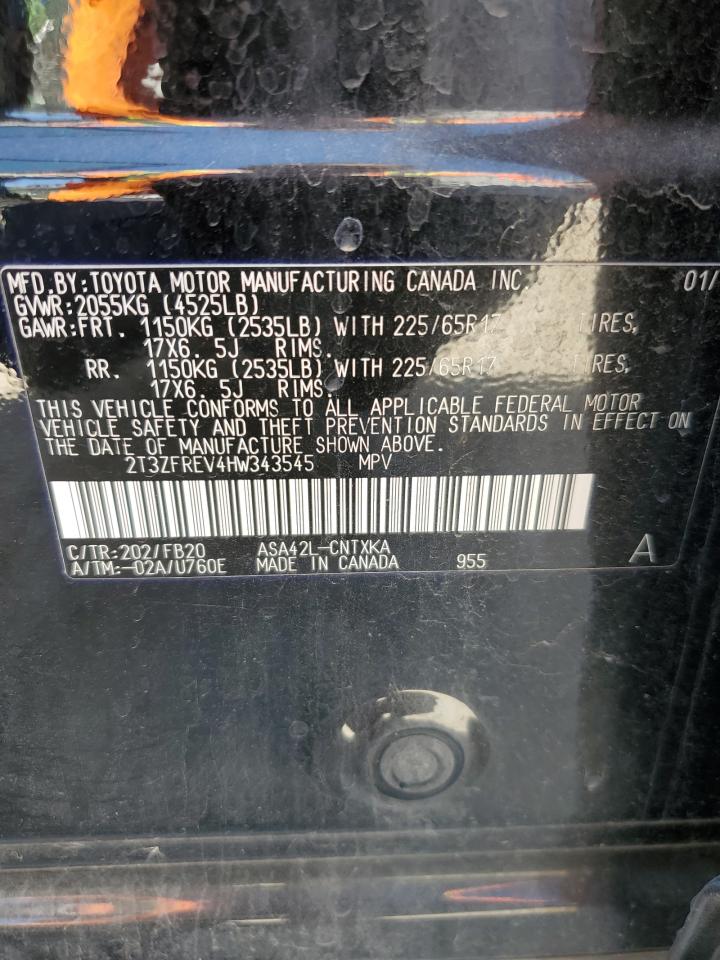 MFD.BY:TOYOTA MOTOR MANUFACTURING CANADA INC. 01/
GVWR:2055KG (4525LB)
GAWR:FRT. 1150KG (2535LB) WITH 225/65R17 TIRES,
17X6. 5J RIMS.
RR. 1150KG (2535LB) WITH 225/65R17 TIRES,
17X6. 5J RIMS.
THIS VEHICLE CONFORMS TO ALL APPLICABLE FEDERAL MOTOR
VEHICLE SAFETY AND THEFT PREVENTION STANDARDS IN EFFECT ON
THE DATE OF MANUFACTURE SHOWN ABOVE.
2T3ZFREV4HW343545 MPV
C/TR:202/FB20 ASA42L-CNTXKA
A/TM:-02A/U760E MADE IN CANADA 955 A